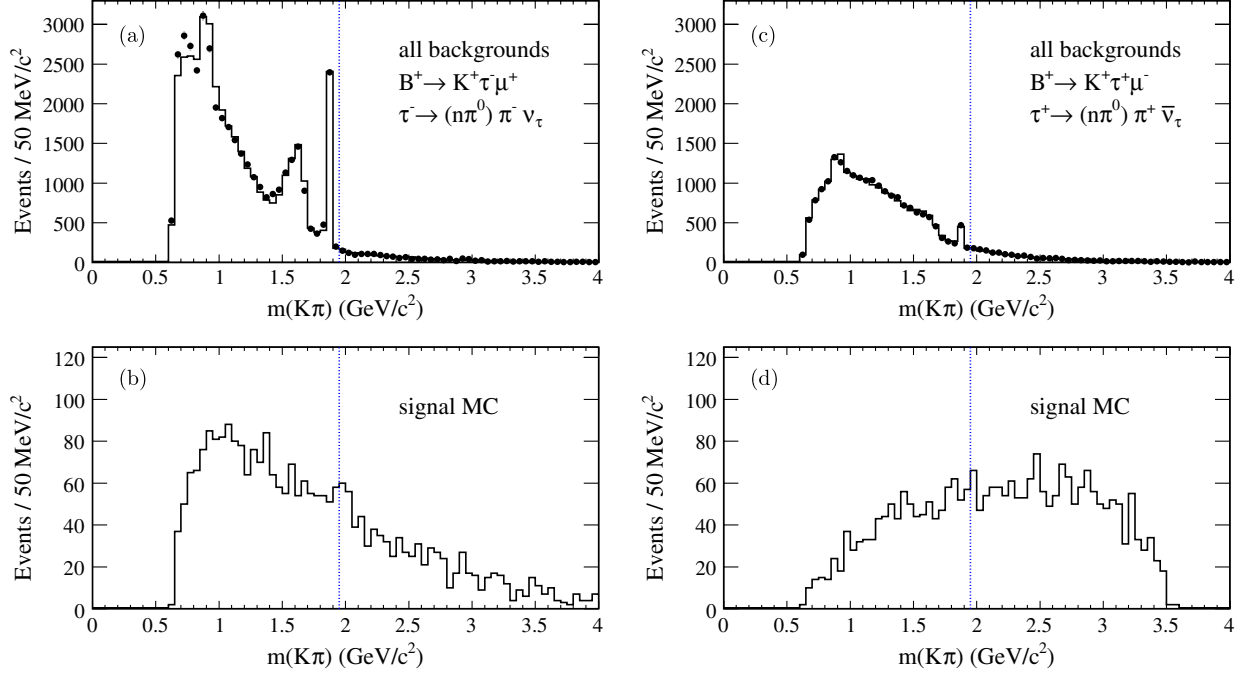 (a)
all backgrounds
B⁺ → K⁺τ⁻μ⁺
τ⁻ → (nπ⁰) π⁻ ν_τ
Events / 50 MeV/c²
3000
2500
2000
1500
1000
500
0
0 0.5 1 1.5 2 2.5 3 3.5 4
m(Kπ) (GeV/c²)
(c)
all backgrounds
B⁺ → K⁺τ⁺μ⁻
τ⁺ → (nπ⁰) π⁺ ν̅_τ
Events / 50 MeV/c²
3000
2500
2000
1500
1000
500
0
0 0.5 1 1.5 2 2.5 3 3.5 4
m(Kπ) (GeV/c²)
(b)
signal MC
Events / 50 MeV/c²
120
100
80
60
40
20
0
0 0.5 1 1.5 2 2.5 3 3.5 4
m(Kπ) (GeV/c²)
(d)
signal MC
Events / 50 MeV/c²
120
100
80
60
40
20
0
0 0.5 1 1.5 2 2.5 3 3.5 4
m(Kπ) (GeV/c²)